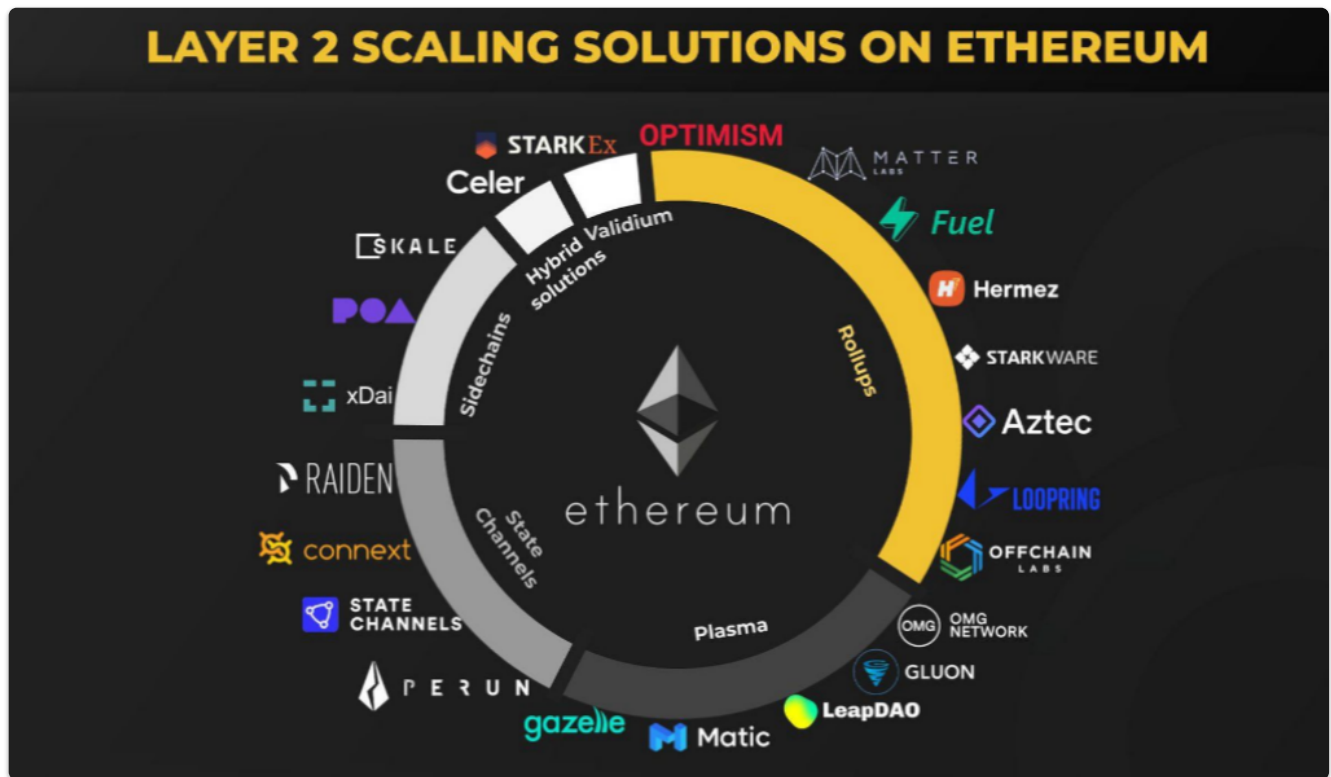 LAYER 2 SCALING SOLUTIONS ON ETHEREUM
STARKEx
OPTIMISM
MATTER
LABS
Celer
Fuel
SKALE
Hybrid
solutions
Validium
Hermez
POA
Sidechains
Rollups
STARKWARE
xDai
Aztec
RAIDEN
ethereum
LOOPRING
connext
State
Channels
OFFCHAIN
LABS
STATE
CHANNELS
Plasma
OMG
OMG
NETWORK
GLUON
PERUN
LeapDAO
gazelle
Matic